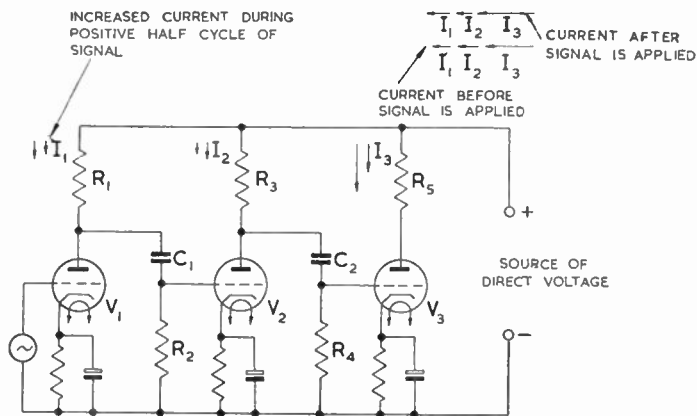 INCREASED CURRENT DURING
POSITIVE HALF CYCLE OF
SIGNAL
I₁ I₂ I₃
I₁ I₂ I₃
CURRENT AFTER
SIGNAL IS APPLIED
CURRENT BEFORE
SIGNAL IS APPLIED
I₁ I₂ I₃
R₁ R₃ R₅
+
C₁ C₂
SOURCE OF
DIRECT VOLTAGE
V₁ V₂ V₃
−
R₂ R₄